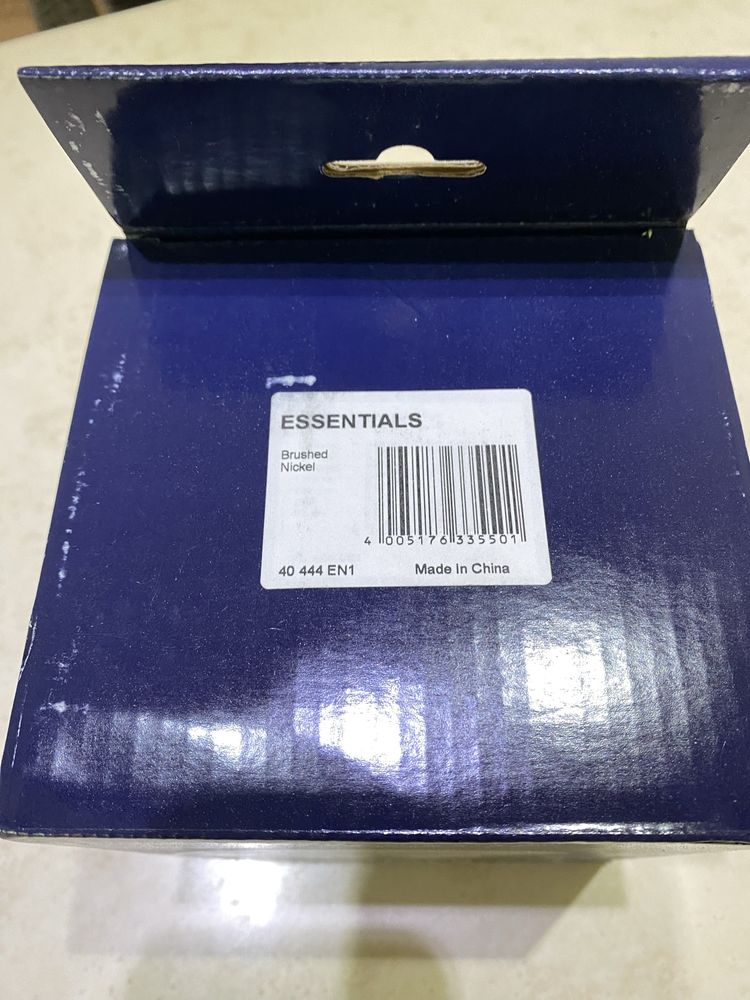 ESSENTIALS
Brushed
Nickel
4 005176 335501
40 444 EN1 Made in China